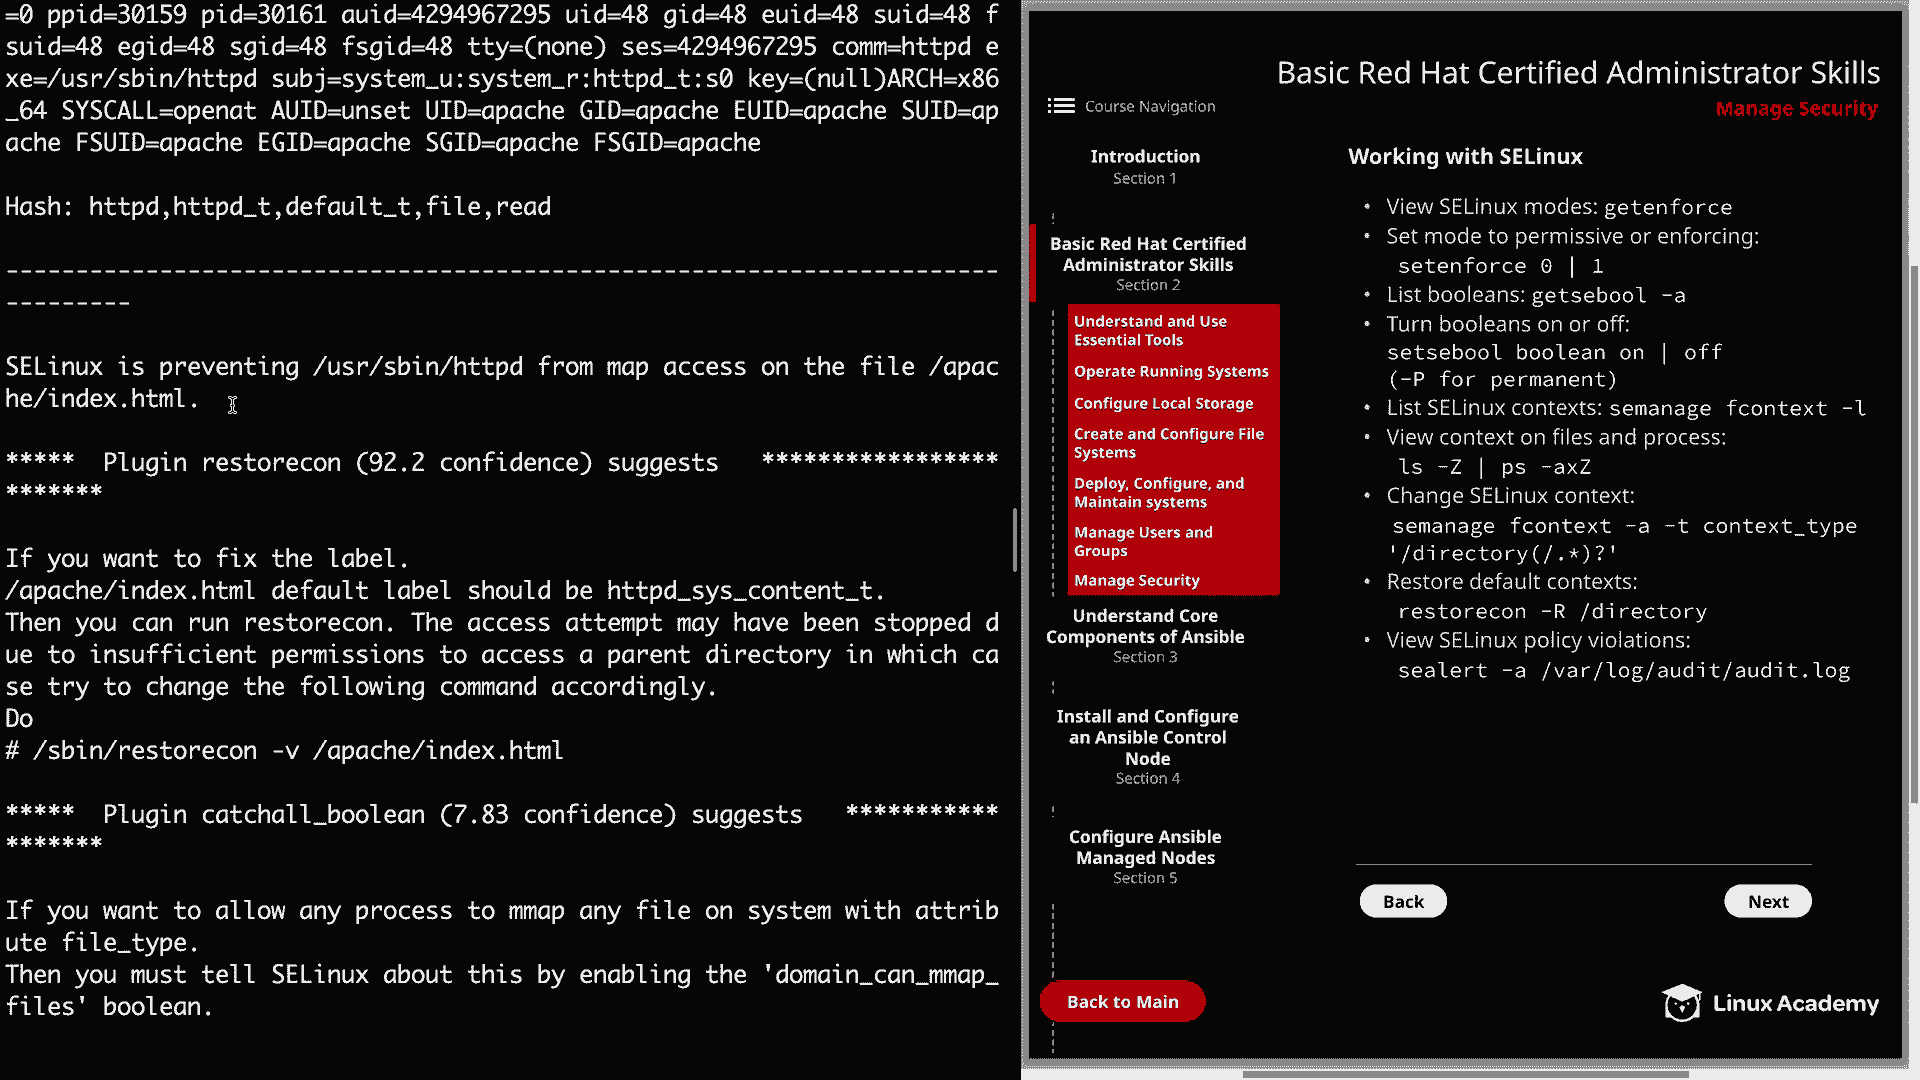 =0 ppid=30159 pid=30161 auid=4294967295 uid=48 gid=48 euid=48 suid=48 f
suid=48 egid=48 sgid=48 fsgid=48 tty=(none) ses=4294967295 comm=httpd e
xe=/usr/sbin/httpd subj=system_u:system_r:httpd_t:s0 key=(null)ARCH=x86
_64 SYSCALL=openat AUID=unset UID=apache GID=apache EUID=apache SUID=ap
ache FSUID=apache EGID=apache SGID=apache FSGID=apache
Hash: httpd,httpd_t,default_t,file,read
-----------------------------------------------------------------------
---------
SELinux is preventing /usr/sbin/httpd from map access on the file /apac
he/index.html.
***** Plugin restorecon (92.2 confidence) suggests *****************
*******
If you want to fix the label.
/apache/index.html default label should be httpd_sys_content_t.
Then you can run restorecon. The access attempt may have been stopped d
ue to insufficient permissions to access a parent directory in which ca
se try to change the following command accordingly.
Do
# /sbin/restorecon -v /apache/index.html
***** Plugin catchall_boolean (7.83 confidence) suggests ***********
*******
If you want to allow any process to mmap any file on system with attrib
ute file_type.
Then you must tell SELinux about this by enabling the 'domain_can_mmap_
files' boolean.
Basic Red Hat Certified Administrator Skills
Manage Security
Course Navigation
Introduction
Section 1
Basic Red Hat Certified
Administrator Skills
Section 2
Understand and Use
Essential Tools
Operate Running Systems
Configure Local Storage
Create and Configure File
Systems
Deploy, Configure, and
Maintain systems
Manage Users and
Groups
Manage Security
Understand Core
Components of Ansible
Section 3
Install and Configure
an Ansible Control
Node
Section 4
Configure Ansible
Managed Nodes
Section 5
Back to Main
Working with SELinux
• View SELinux modes: getenforce
• Set mode to permissive or enforcing:
setenforce 0 | 1
• List booleans: getsebool -a
• Turn booleans on or off:
setsebool boolean on | off
(-P for permanent)
• List SELinux contexts: semanage fcontext -l
• View context on files and process:
ls -Z | ps -axZ
• Change SELinux context:
semanage fcontext -a -t context_type
'/directory(/.*)?'
• Restore default contexts:
restorecon -R /directory
• View SELinux policy violations:
sealert -a /var/log/audit/audit.log
Back
Next
Linux Academy